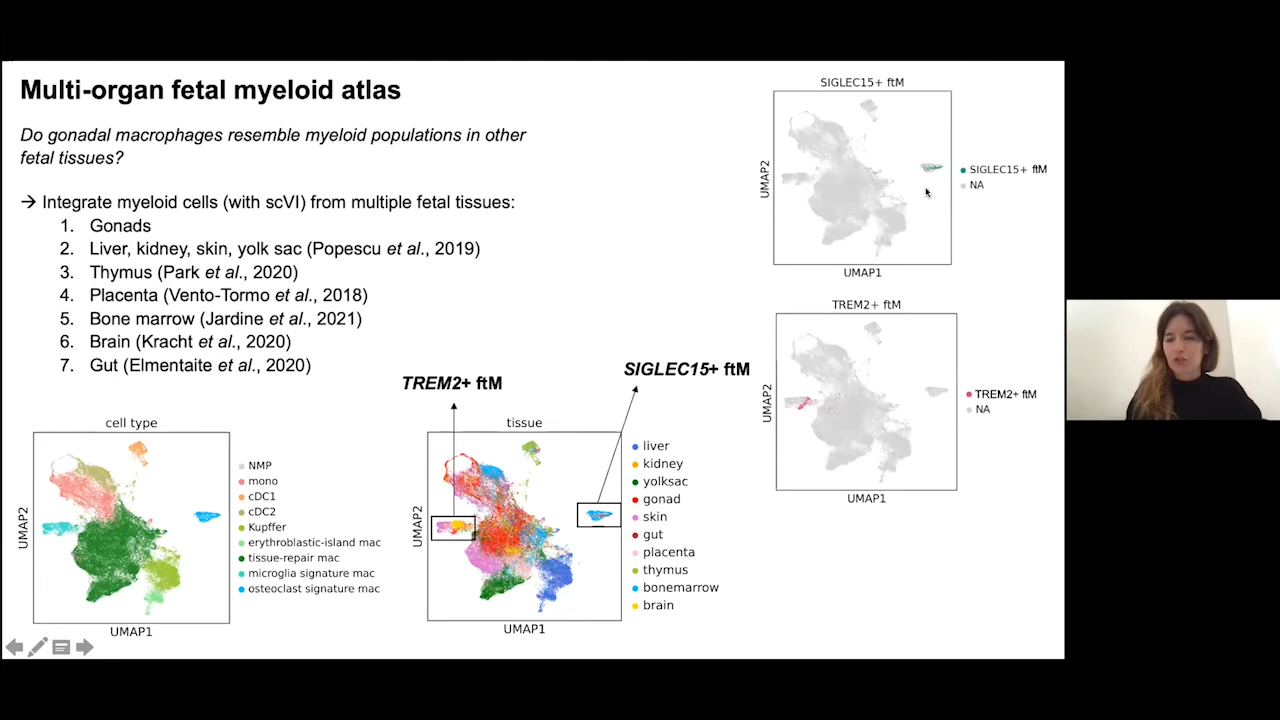 Multi-organ fetal myeloid atlas
Do gonadal macrophages resemble myeloid populations in other
fetal tissues?
→ Integrate myeloid cells (with scVI) from multiple fetal tissues:
1. Gonads
2. Liver, kidney, skin, yolk sac (Popescu et al., 2019)
3. Thymus (Park et al., 2020)
4. Placenta (Vento-Tormo et al., 2018)
5. Bone marrow (Jardine et al., 2021)
6. Brain (Kracht et al., 2020)
7. Gut (Elmentaite et al., 2020)
cell type
UMAP2
UMAP1
NMP
mono
cDC1
cDC2
Kupffer
erythroblastic-island mac
tissue-repair mac
microglia signature mac
osteoclast signature mac
TREM2+ ftM
SIGLEC15+ ftM
tissue
UMAP2
UMAP1
liver
kidney
yolksac
gonad
skin
gut
placenta
thymus
bonemarrow
brain
SIGLEC15+ ftM
UMAP2
UMAP1
SIGLEC15+ ftM
NA
TREM2+ ftM
UMAP2
UMAP1
TREM2+ ftM
NA